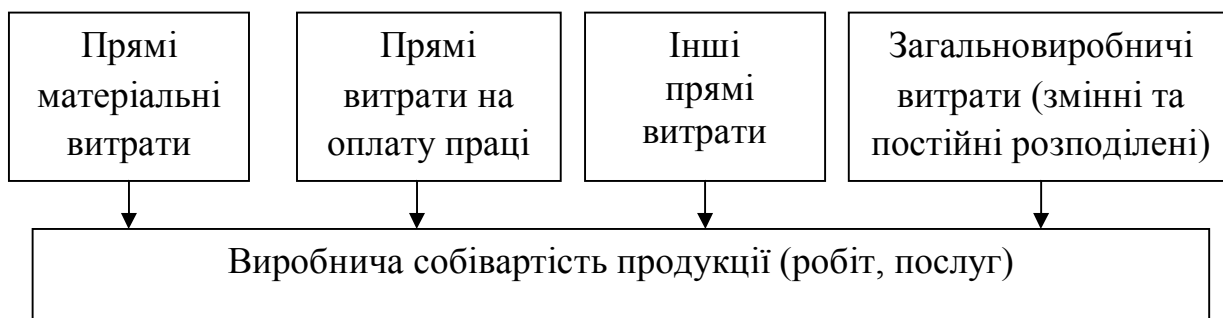 Прямі
матеріальні
витрати
Прямі
витрати на
оплату праці
Інші
прямі
витрати
Загальновиробничі
витрати (змінні та
постійні розподілені)
Виробнича собівартість продукції (робіт, послуг)